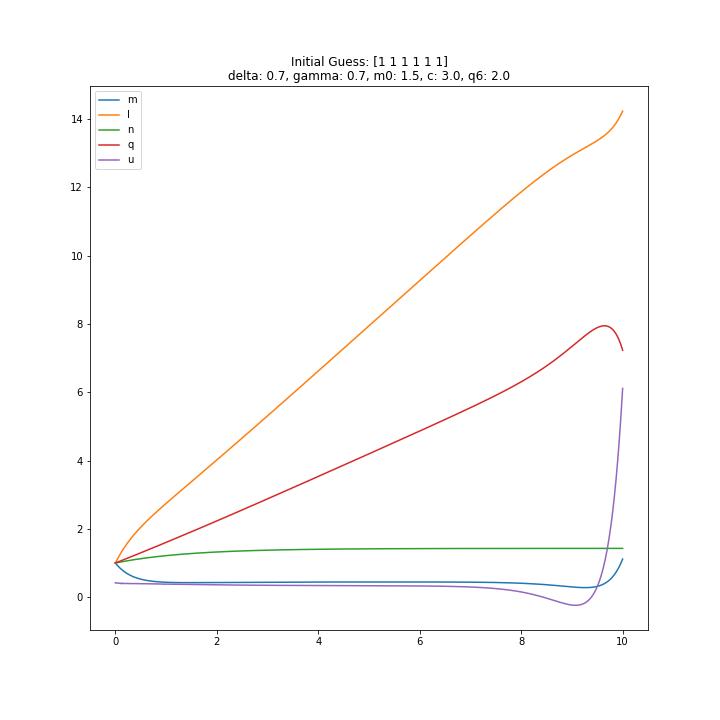 Initial Guess: [1 1 1 1 1 1]
delta: 0.7, gamma: 0.7, m0: 1.5, c: 3.0, q6: 2.0
m
l
n
q
u
14
12
10
8
6
4
2
0
0 2 4 6 8 10